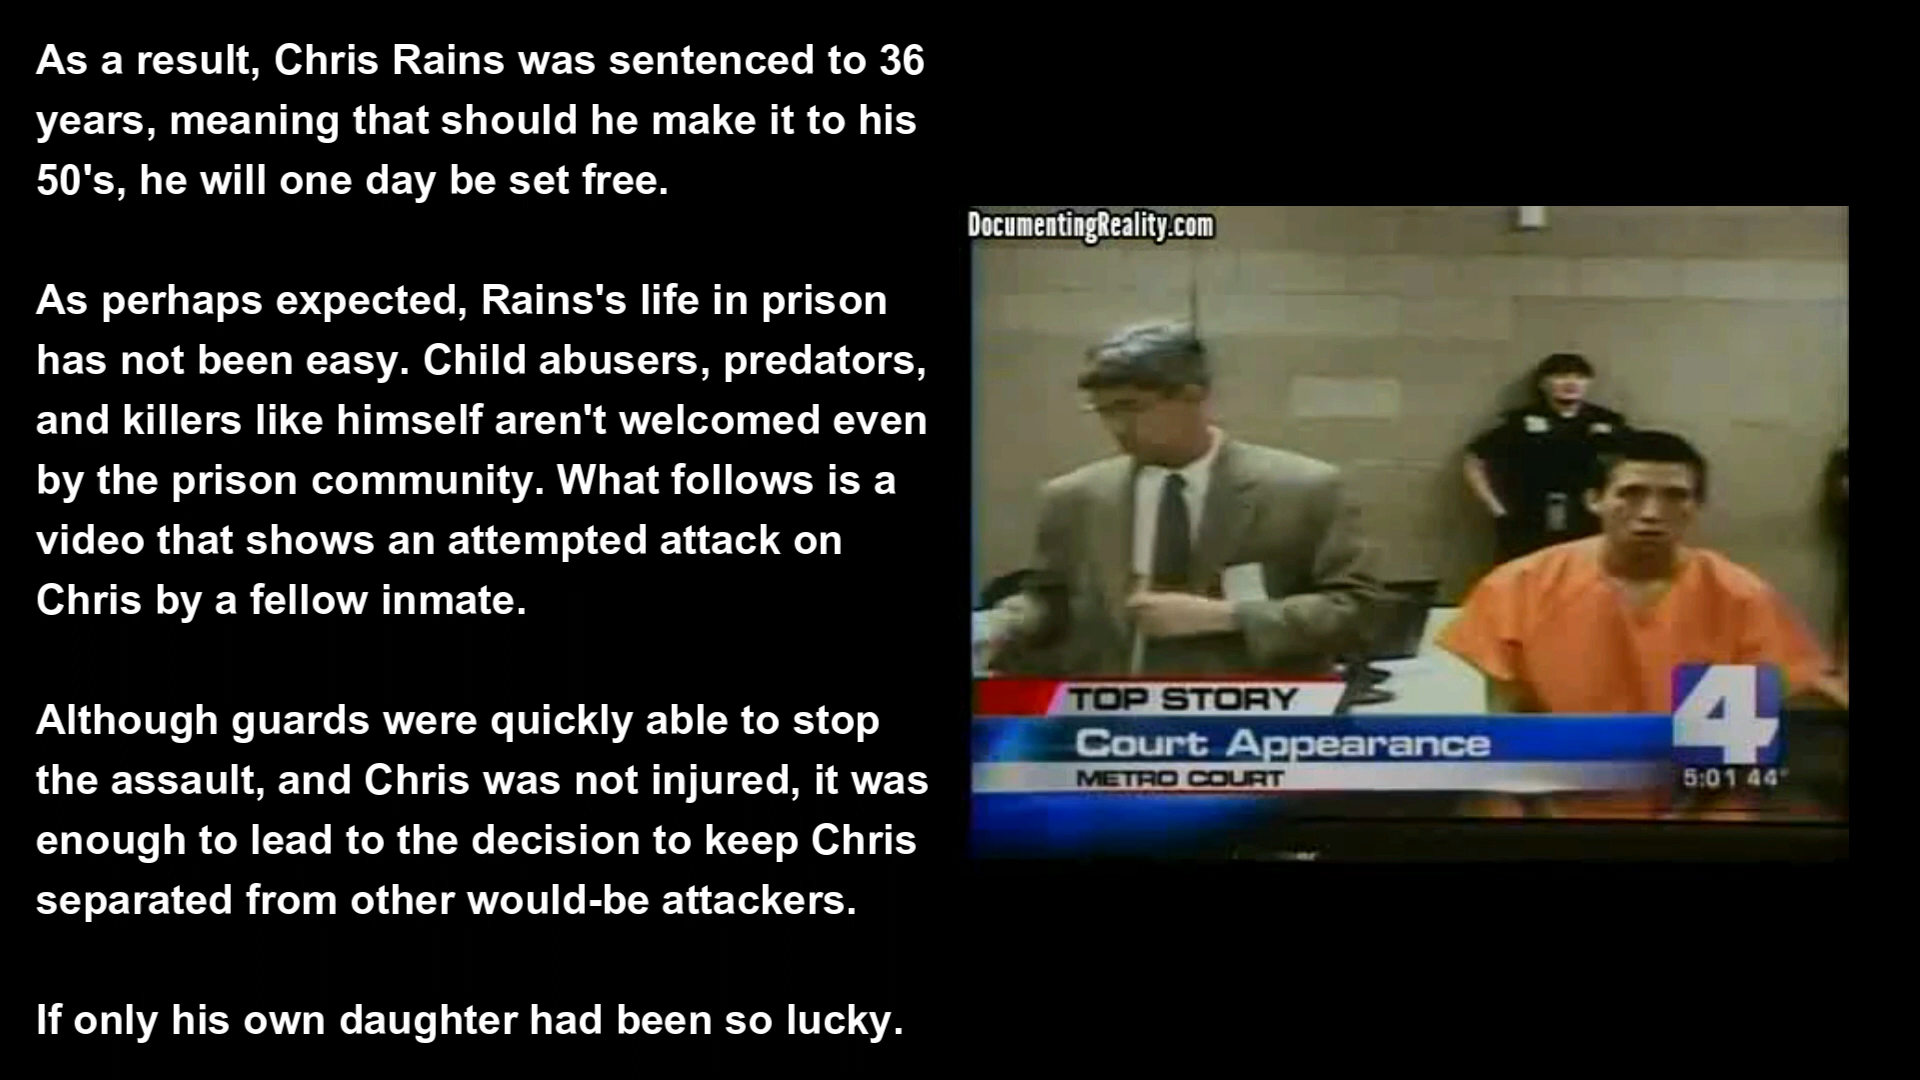 As a result, Chris Rains was sentenced to 36
years, meaning that should he make it to his
50's, he will one day be set free.
As perhaps expected, Rains's life in prison
has not been easy. Child abusers, predators,
and killers like himself aren't welcomed even
by the prison community. What follows is a
video that shows an attempted attack on
Chris by a fellow inmate.
Although guards were quickly able to stop
the assault, and Chris was not injured, it was
enough to lead to the decision to keep Chris
separated from other would-be attackers.
If only his own daughter had been so lucky.
DocumentingReality.com
TOP STORY
Court Appearance
METRO COURT
4
5:01 44°